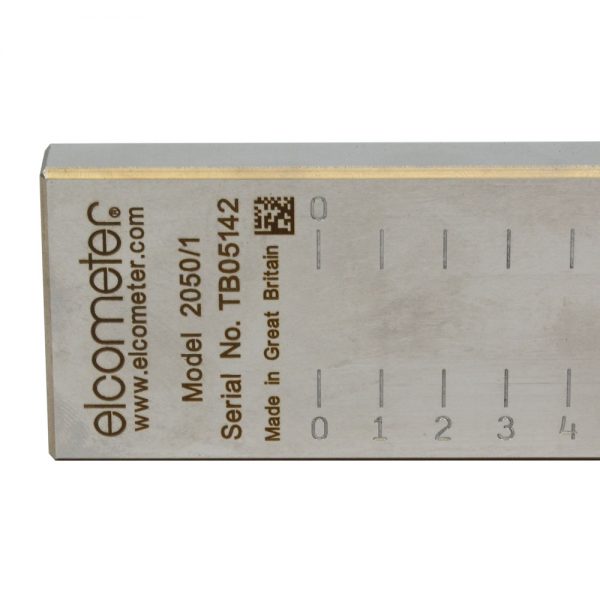 elcometer®
www.elcometer.com
Model 2050/1
Serial No. TB05142
Made in Great Britain
0
0 1 2 3 4